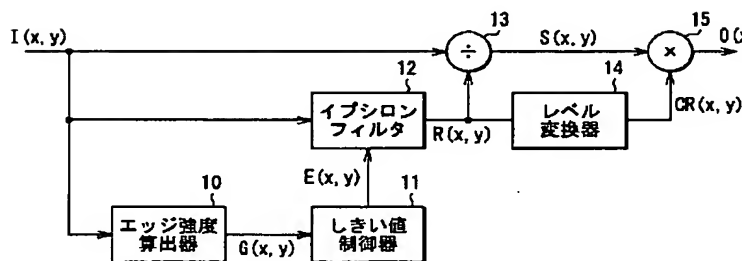 13
15
I(x, y)
÷
S(x, y)
×
12
14
イプシロン
フィルタ
レベル
変換器
R(x, y)
CR(x, y)
E(x, y)
10
11
エッジ強度
算出器
G(x, y)
しきい値
制御器